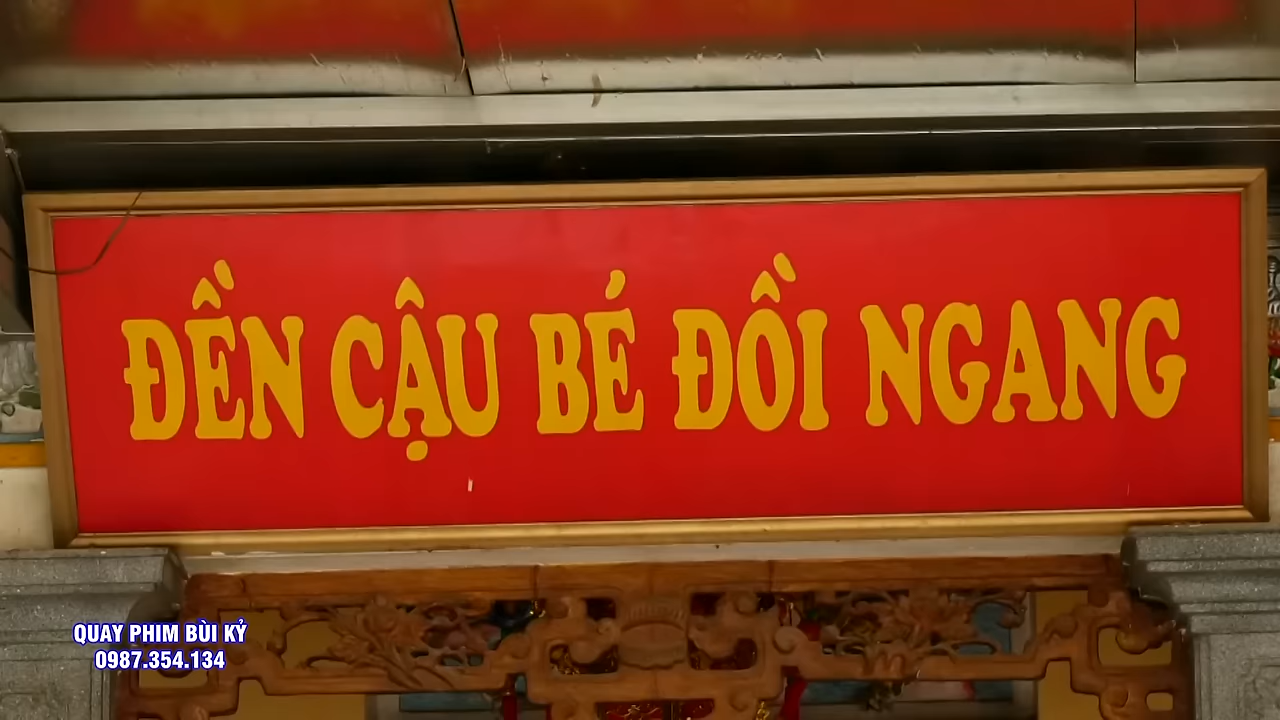 ĐỀN CẬU BÉ ĐỒI NGANG
QUAY PHIM BÙI KỶ
0987.354.134